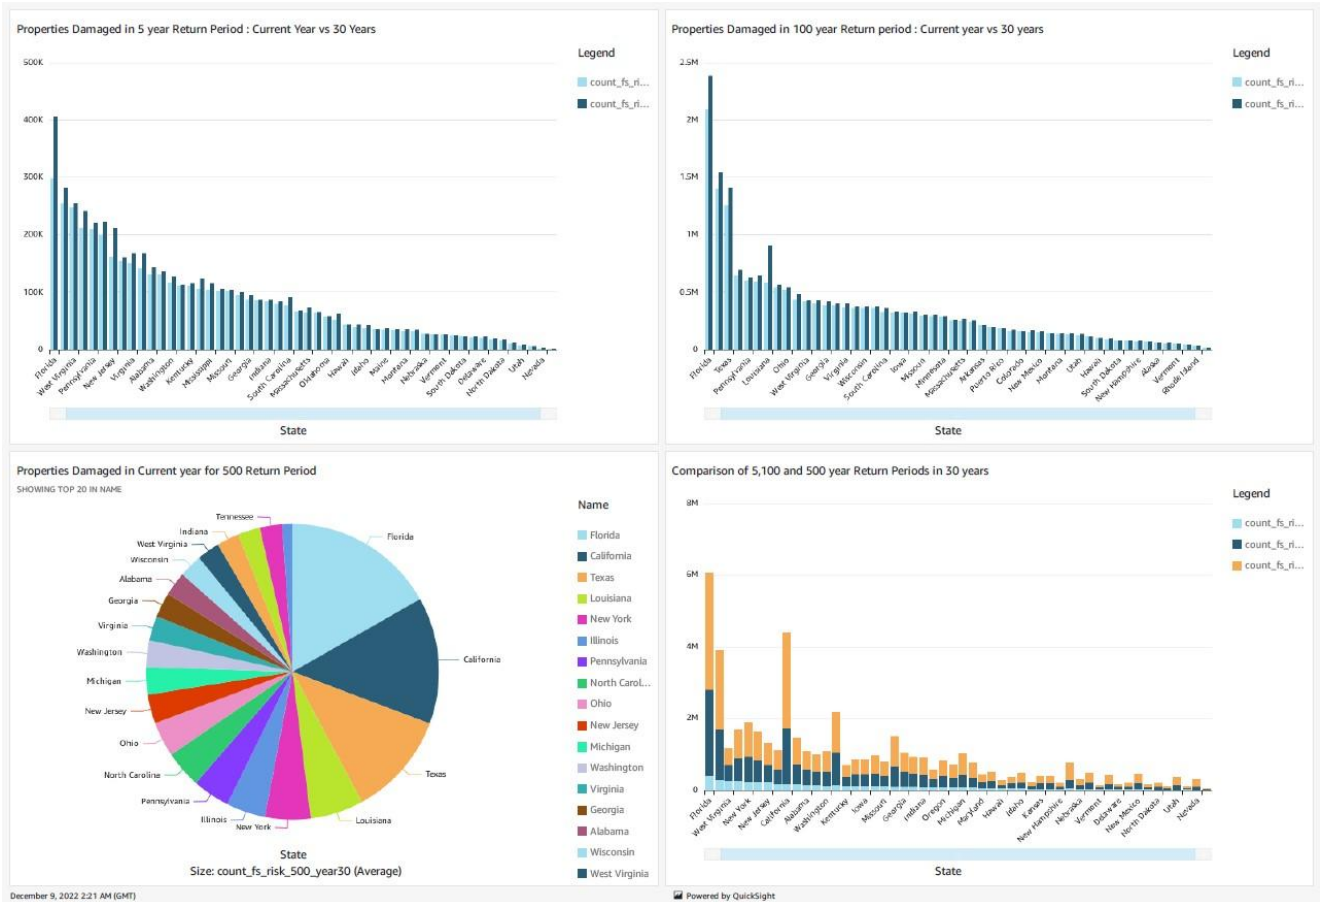 Properties Damaged in 5 year Return Period : Current Year vs 30 Years
Legend
count_fs_ri...
count_fs_ri...
500K
400K
300K
200K
100K
0
Florida
West Virginia
Pennsylvania
New Jersey
Virginia
Alabama
Washington
Kentucky
Mississippi
Missouri
Georgia
Indiana
South Carolina
Massachusetts
Oklahoma
Hawaii
Idaho
Maine
Montana
Nebraska
Vermont
South Dakota
Delaware
North Dakota
Utah
Nevada
State
Properties Damaged in 100 year Return period : Current year vs 30 years
Legend
count_fs_ri...
count_fs_ri...
2.5M
2M
1.5M
1M
0.5M
0
Florida
Texas
Pennsylvania
Louisiana
Ohio
West Virginia
Georgia
Virginia
Wisconsin
South Carolina
Iowa
Missouri
Minnesota
Massachusetts
Arkansas
Puerto Rico
Colorado
New Mexico
Montana
Utah
Hawaii
South Dakota
New Hampshire
Alaska
Vermont
Rhode Island
State
Properties Damaged in Current year for 500 Return Period
SHOWING TOP 20 IN NAME
Tennessee
Indiana
West Virginia
Wisconsin
Alabama
Georgia
Virginia
Washington
Michigan
New Jersey
Ohio
North Carolina
Pennsylvania
Illinois
New York
Louisiana
Texas
California
Florida
State
Size: count_fs_risk_500_year30 (Average)
Name
Florida
California
Texas
Louisiana
New York
Illinois
Pennsylvania
North Carol...
Ohio
New Jersey
Michigan
Washington
Virginia
Georgia
Alabama
Wisconsin
West Virginia
Comparison of 5,100 and 500 year Return Periods in 30 years
Legend
count_fs_ri...
count_fs_ri...
count_fs_ri...
8M
6M
4M
2M
0
Florida
West Virginia
New York
New Jersey
California
Alabama
Washington
Kentucky
Iowa
Missouri
Georgia
Indiana
Oregon
Michigan
Maryland
Hawaii
Idaho
Kansas
New Hampshire
Nebraska
Vermont
Delaware
New Mexico
North Dakota
Utah
Nevada
State
December 9, 2022 2:21 AM (GMT)
Powered by QuickSight